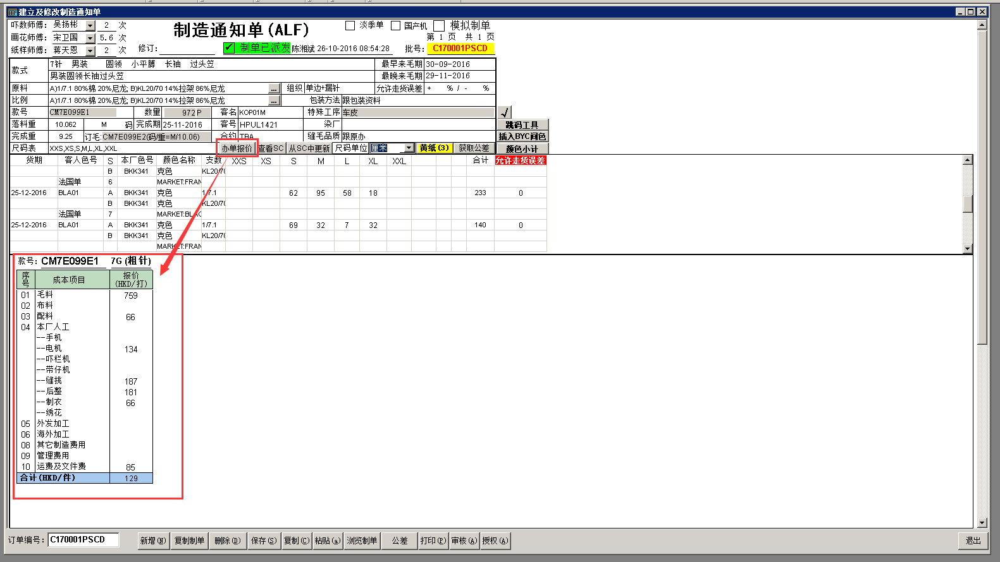 建立及修改制造通知单
吓数师傅： 吴扬彬 2 次 制造通知单(ALF) 淡季单 国产机 模拟制单
画花师傅： 宋卫国 5.6 次 第 1 页 共 1 页
纸样师傅： 蒋天恩 2 次 修订： 制单已派发 陈湘斌 26-10-2016 08:54:28 批号： C170001PSCD
款式 7针 男装 圆领 小平膊 长袖 过头笠 最早来毛期 30-09-2016
男装圆领长袖过头笠 最晚来毛期 29-11-2016
原料 A)1/7.1 80%棉 20%尼龙; B)KL20/70 14%拉架 86%尼龙 ... 组织 单边+漏针 允许走货误差 + % / - %
比例 A)1/7.1 80%棉 20%尼龙; B)KL20/70 14%拉架 86%尼龙 ... 包装方法 跟包装资料
款号 CM7E099E1 数量 972 P 客名 KOP01M 特殊工序 车皮 √
落料重 10.062 M 码 完成期 25-11-2016 客号 HPUL1421 染厂 跳码工具
完成重 9.25 订毛: CM7E099E2(码/重=M/10.06) 合约 TBA 缝毛品质 跟原办 插入BYC间色
尺码表 XXS,XS,S,M,L,XL,XXL 办单报价 查看SC 从SC中更新 尺码单位 厘米 黄纸(3) 获取公差 颜色小计
货期 客人色号 S 本厂色号 颜色名称 支数 XXS XS S M L XL XXL 合计 允许走货误差
B BKK341 克色 KL20/70
法国单 6 MARKET:FRAN
25-12-2016 BLA01 A BKK341 克色 1/7.1 62 95 58 18 233 0
B BKK341 克色 KL20/70
法国单 7 MARKET:BLAC
25-12-2016 BLA01 A BKK341 克色 1/7.1 69 32 7 32 140 0
B BKK341 克色 KL20/70
MARKET:FRAN
款号： CM7E099E1 7G (粗针)
序号 成本项目 报价(HKD/打)
01 毛料 759
02 布料
03 配料 66
04 本厂人工
--手机
--电机 134
--吓栏机
--带仔机
--缝挑 187
--后整 181
--制衣 66
--绣花
05 外发加工
06 海外加工
08 其它制造费用
09 管理费用
10 运费及文件费 85
合计(HKD/件) 129
订单编号： C170001PSCD 新增(N) 复制制单 删除(D) 保存(S) 复制(C) 粘贴(a) 浏览制单 公差 打印(P) 审核(A) 授权(A) 退出